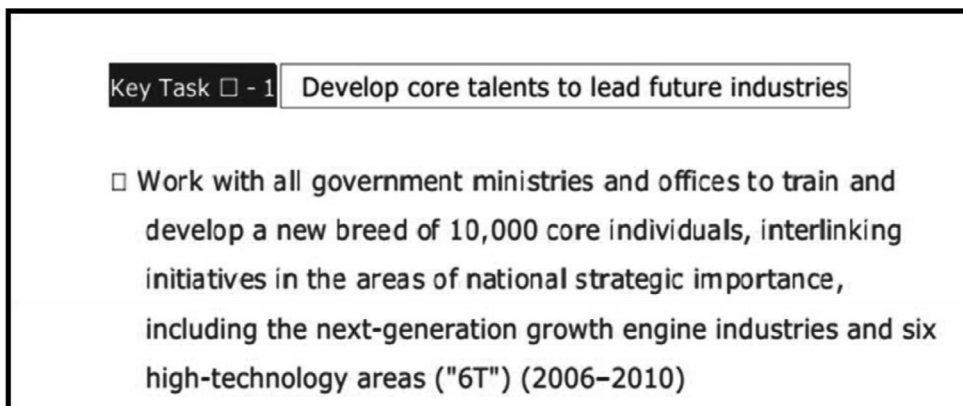 Key Task □ - 1 Develop core talents to lead future industries
□ Work with all government ministries and offices to train and
develop a new breed of 10,000 core individuals, interlinking
initiatives in the areas of national strategic importance,
including the next-generation growth engine industries and six
high-technology areas ("6T") (2006–2010)